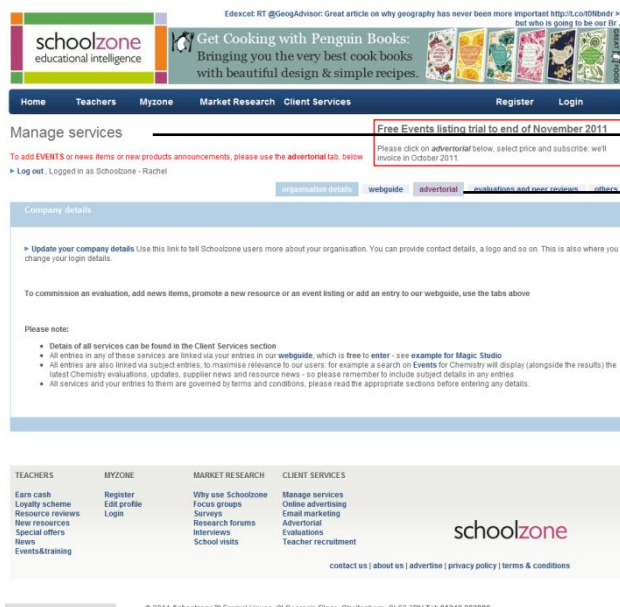 Edexcel: RT @GeogAdvisor: Great article on why geography has never been more important http://t.co/t0Nbndr >
but who is going to be our Br
schoolzone
educational intelligence
Get Cooking with Penguin Books:
Bringing you the very best cook books
with beautiful design & simple recipes.
Home Teachers Myzone Market Research Client Services Register Login
Manage services
Free Events listing trial to end of November 2011
Please click on advertorial below, select price and subscribe: we'll
invoice in October 2011.
To add EVENTS or news items or new products announcements, please use the advertorial tab, below
Log out , Logged in as Schoolzone - Rachel
organisation details webguide advertorial evaluations and peer reviews others
Company details
Update your company details Use this link to tell Schoolzone users more about your organisation. You can provide contact details, a logo and so on. This is also where you
change your login details.
To commission an evaluation, add news items, promote a new resource or an event listing or add an entry to our webguide, use the tabs above
Please note:
Details of all services can be found in the Client Services section
All entries in any of these services are linked via your entries in our webguide, which is free to enter - see example for Magic Studio
All entries are also linked via subject entries, to maximise relevance to our users: for example a search on Events for Chemistry will display (alongside the results) the
latest Chemistry evaluations, updates, supplier news and resource news - so please remember to include subject details in any entries
All services and your entries to them are governed by terms and conditions, please read the appropriate sections before entering any details.
TEACHERS MYZONE MARKET RESEARCH CLIENT SERVICES
Earn cash Register Why use Schoolzone Manage services
Loyalty scheme Edit profile Focus groups Online advertising
Resource reviews Login Surveys Email marketing
New resources Research forums Advertorial
Special offers Interviews Evaluations
News School visits Teacher recruitment
Events&training
schoolzone
contact us | about us | advertise | privacy policy | terms & conditions